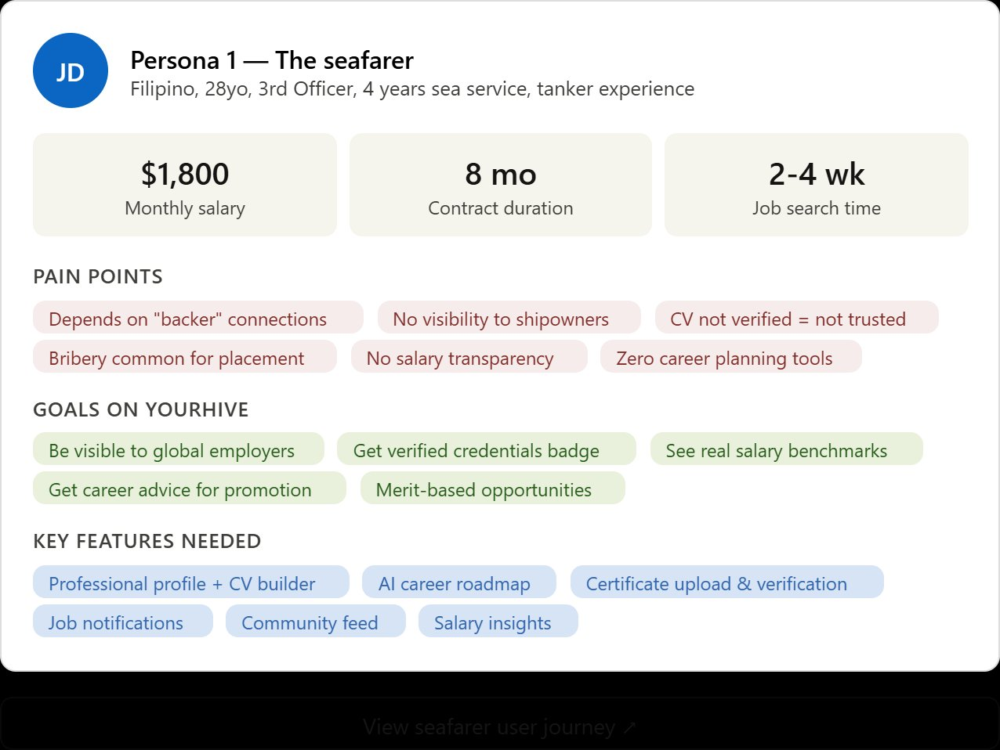 JD
Persona 1 — The seafarer
Filipino, 28yo, 3rd Officer, 4 years sea service, tanker experience
$1,800
Monthly salary
8 mo
Contract duration
2-4 wk
Job search time
PAIN POINTS
Depends on "backer" connections
No visibility to shipowners
CV not verified = not trusted
Bribery common for placement
No salary transparency
Zero career planning tools
GOALS ON YOURHIVE
Be visible to global employers
Get verified credentials badge
See real salary benchmarks
Get career advice for promotion
Merit-based opportunities
KEY FEATURES NEEDED
Professional profile + CV builder
AI career roadmap
Certificate upload & verification
Job notifications
Community feed
Salary insights
View seafarer user journey ↗